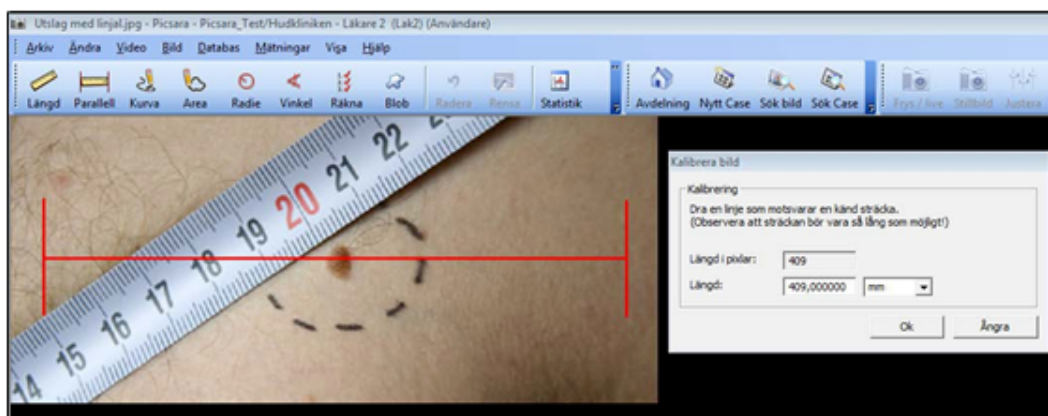 Utslag med linjal.jpg - Picsara - Picsara_Test/Hudkliniken - Läkare 2 (Lak2) (Användare)
Arkiv Ändra Video Bild Databas Mätningar Visa Hjälp
Längd Parallell Kurva Area Radie Vinkel Räkna Blob Radera Rensa Statistik Avdelning Nytt Case Sök bild Sök Case Frys / live Stillbild Justera
14 15 16 17 18 19 20 21 22
Kalibrera bild
Kalibrering
Dra en linje som motsvarar en känd sträcka.
(Observera att sträckan bör vara så lång som möjligt!)
Längd i pixlar: 409
Längd: 409,000000 mm
Ok Ångra